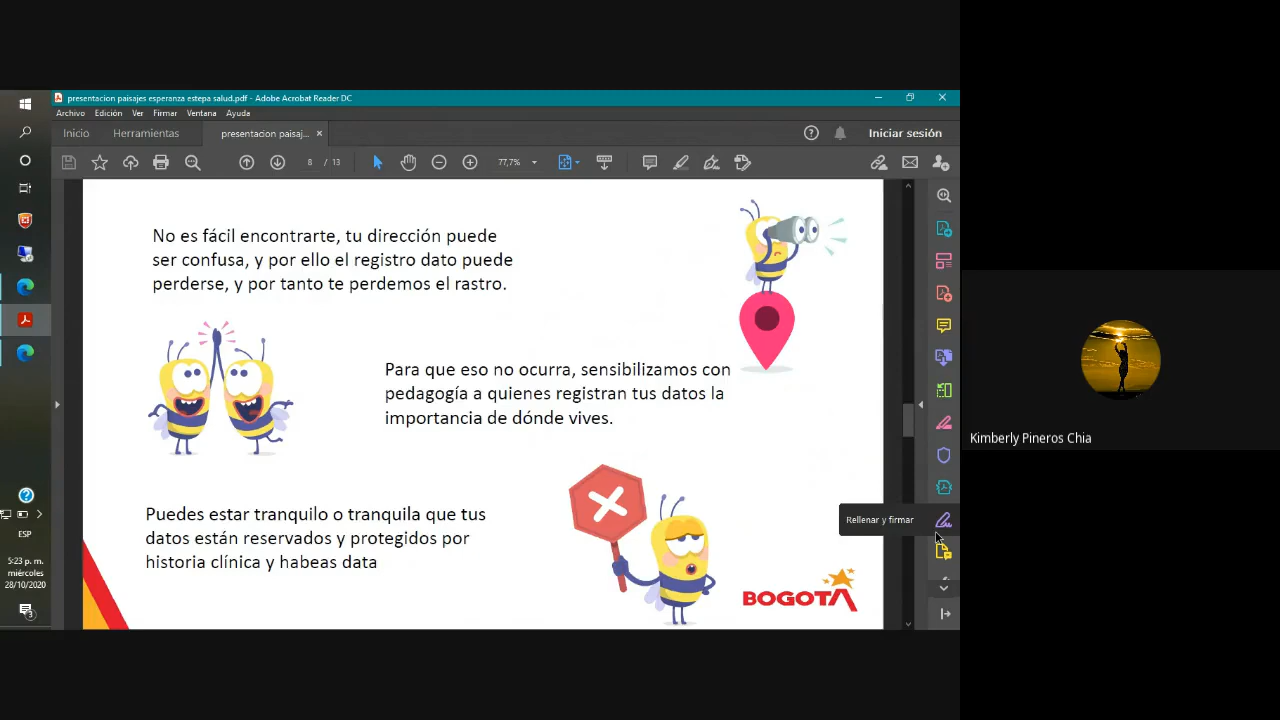 presentacion paisajes esperanza estepa salud.pdf - Adobe Acrobat Reader DC
Archivo Edición Ver Firmar Ventana Ayuda
Inicio Herramientas presentacion paisaj... × Iniciar sesión
8 / 13 77,7%
No es fácil encontrarte, tu dirección puede
ser confusa, y por ello el registro dato puede
perderse, y por tanto te perdemos el rastro.
Para que eso no ocurra, sensibilizamos con
pedagogía a quienes registran tus datos la
importancia de dónde vives.
Kimberly Pineros Chia
Puedes estar tranquilo o tranquila que tus
datos están reservados y protegidos por
historia clínica y habeas data
Rellenar y firmar
BOGOTA
ESP
5:23 p. m.
miércoles
28/10/2020
3